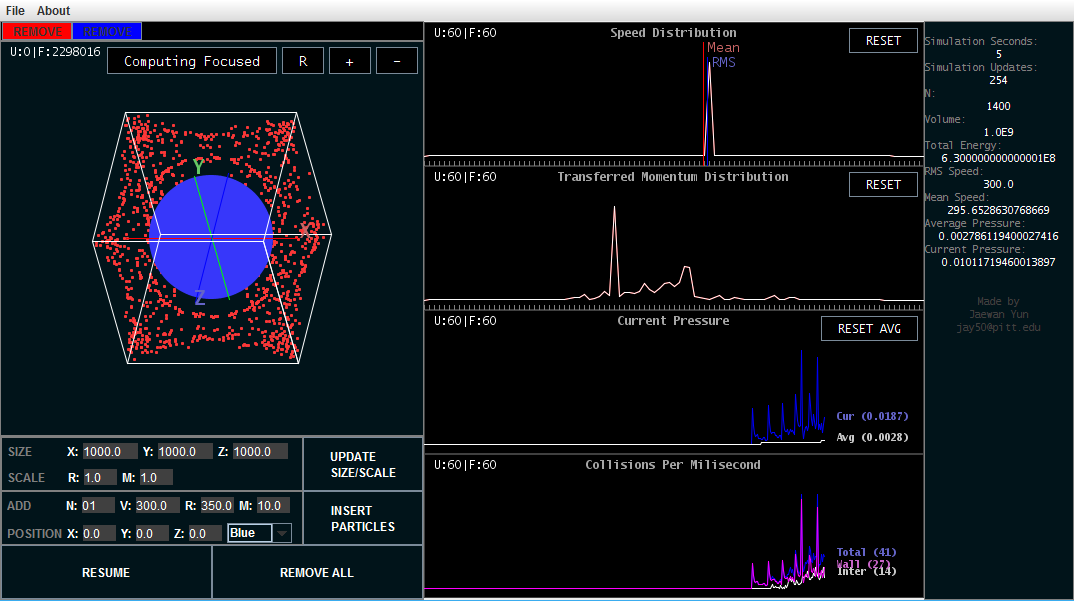 File About
REMOVE REMOVE
U:0|F:2298016
Computing Focused R + -
Y
X
Z
SIZE X: 1000.0 Y: 1000.0 Z: 1000.0
SCALE R: 1.0 M: 1.0
UPDATE
SIZE/SCALE
ADD N: 01 V: 300.0 R: 350.0 M: 10.0
POSITION X: 0.0 Y: 0.0 Z: 0.0 Blue
INSERT
PARTICLES
RESUME REMOVE ALL
U:60|F:60 Speed Distribution RESET
Mean
RMS
U:60|F:60 Transferred Momentum Distribution RESET
U:60|F:60 Current Pressure RESET AVG
Cur (0.0187)
Avg (0.0028)
U:60|F:60 Collisions Per Milisecond
Total (41)
Wall (27)
Inter (14)
Simulation Seconds:
5
Simulation Updates:
254
N:
1400
Volume:
1.0E9
Total Energy:
6.300000000000001E8
RMS Speed:
300.0
Mean Speed:
295.6528630768669
Average Pressure:
0.002786119400027416
Current Pressure:
0.01011719460013897
Made by
Jaewan Yun
jay50@pitt.edu